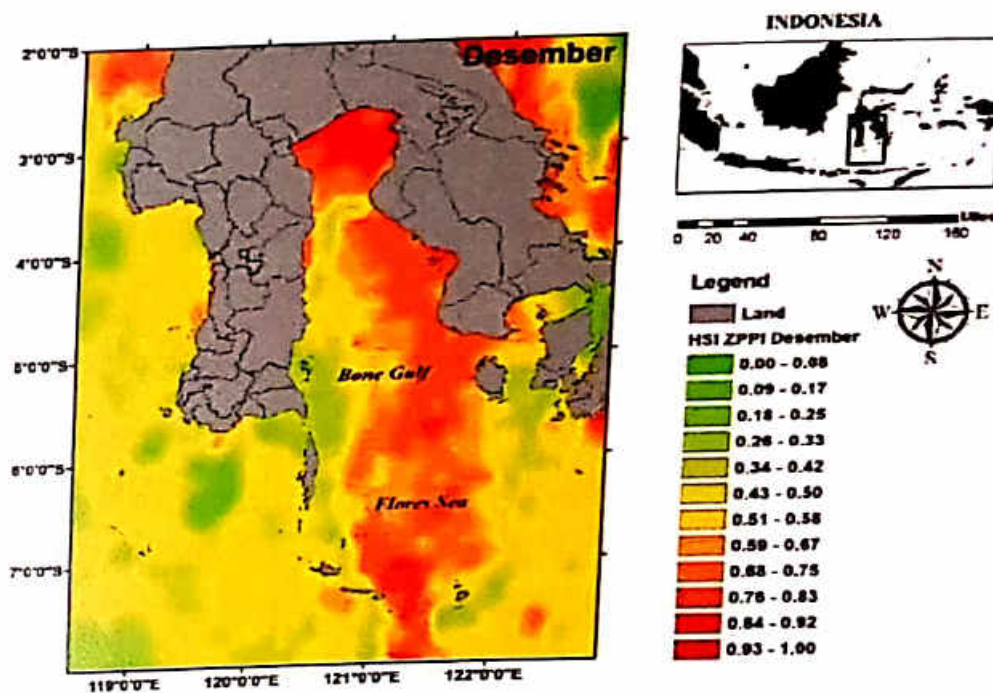 Desember
2°0'0"S
3°0'0"S
4°0'0"S
5°0'0"S
6°0'0"S
7°0'0"S
119°0'0"E
120°0'0"E
121°0'0"E
122°0'0"E
Bone Gulf
Flores Sea
INDONESIA
Miles
0 20 40 80 120 160
Legend
Land
HSI ZPPI Desember
0.00 - 0.08
0.09 - 0.17
0.18 - 0.25
0.26 - 0.33
0.34 - 0.42
0.43 - 0.50
0.51 - 0.58
0.59 - 0.67
0.68 - 0.75
0.76 - 0.83
0.84 - 0.92
0.93 - 1.00
N
W E
S